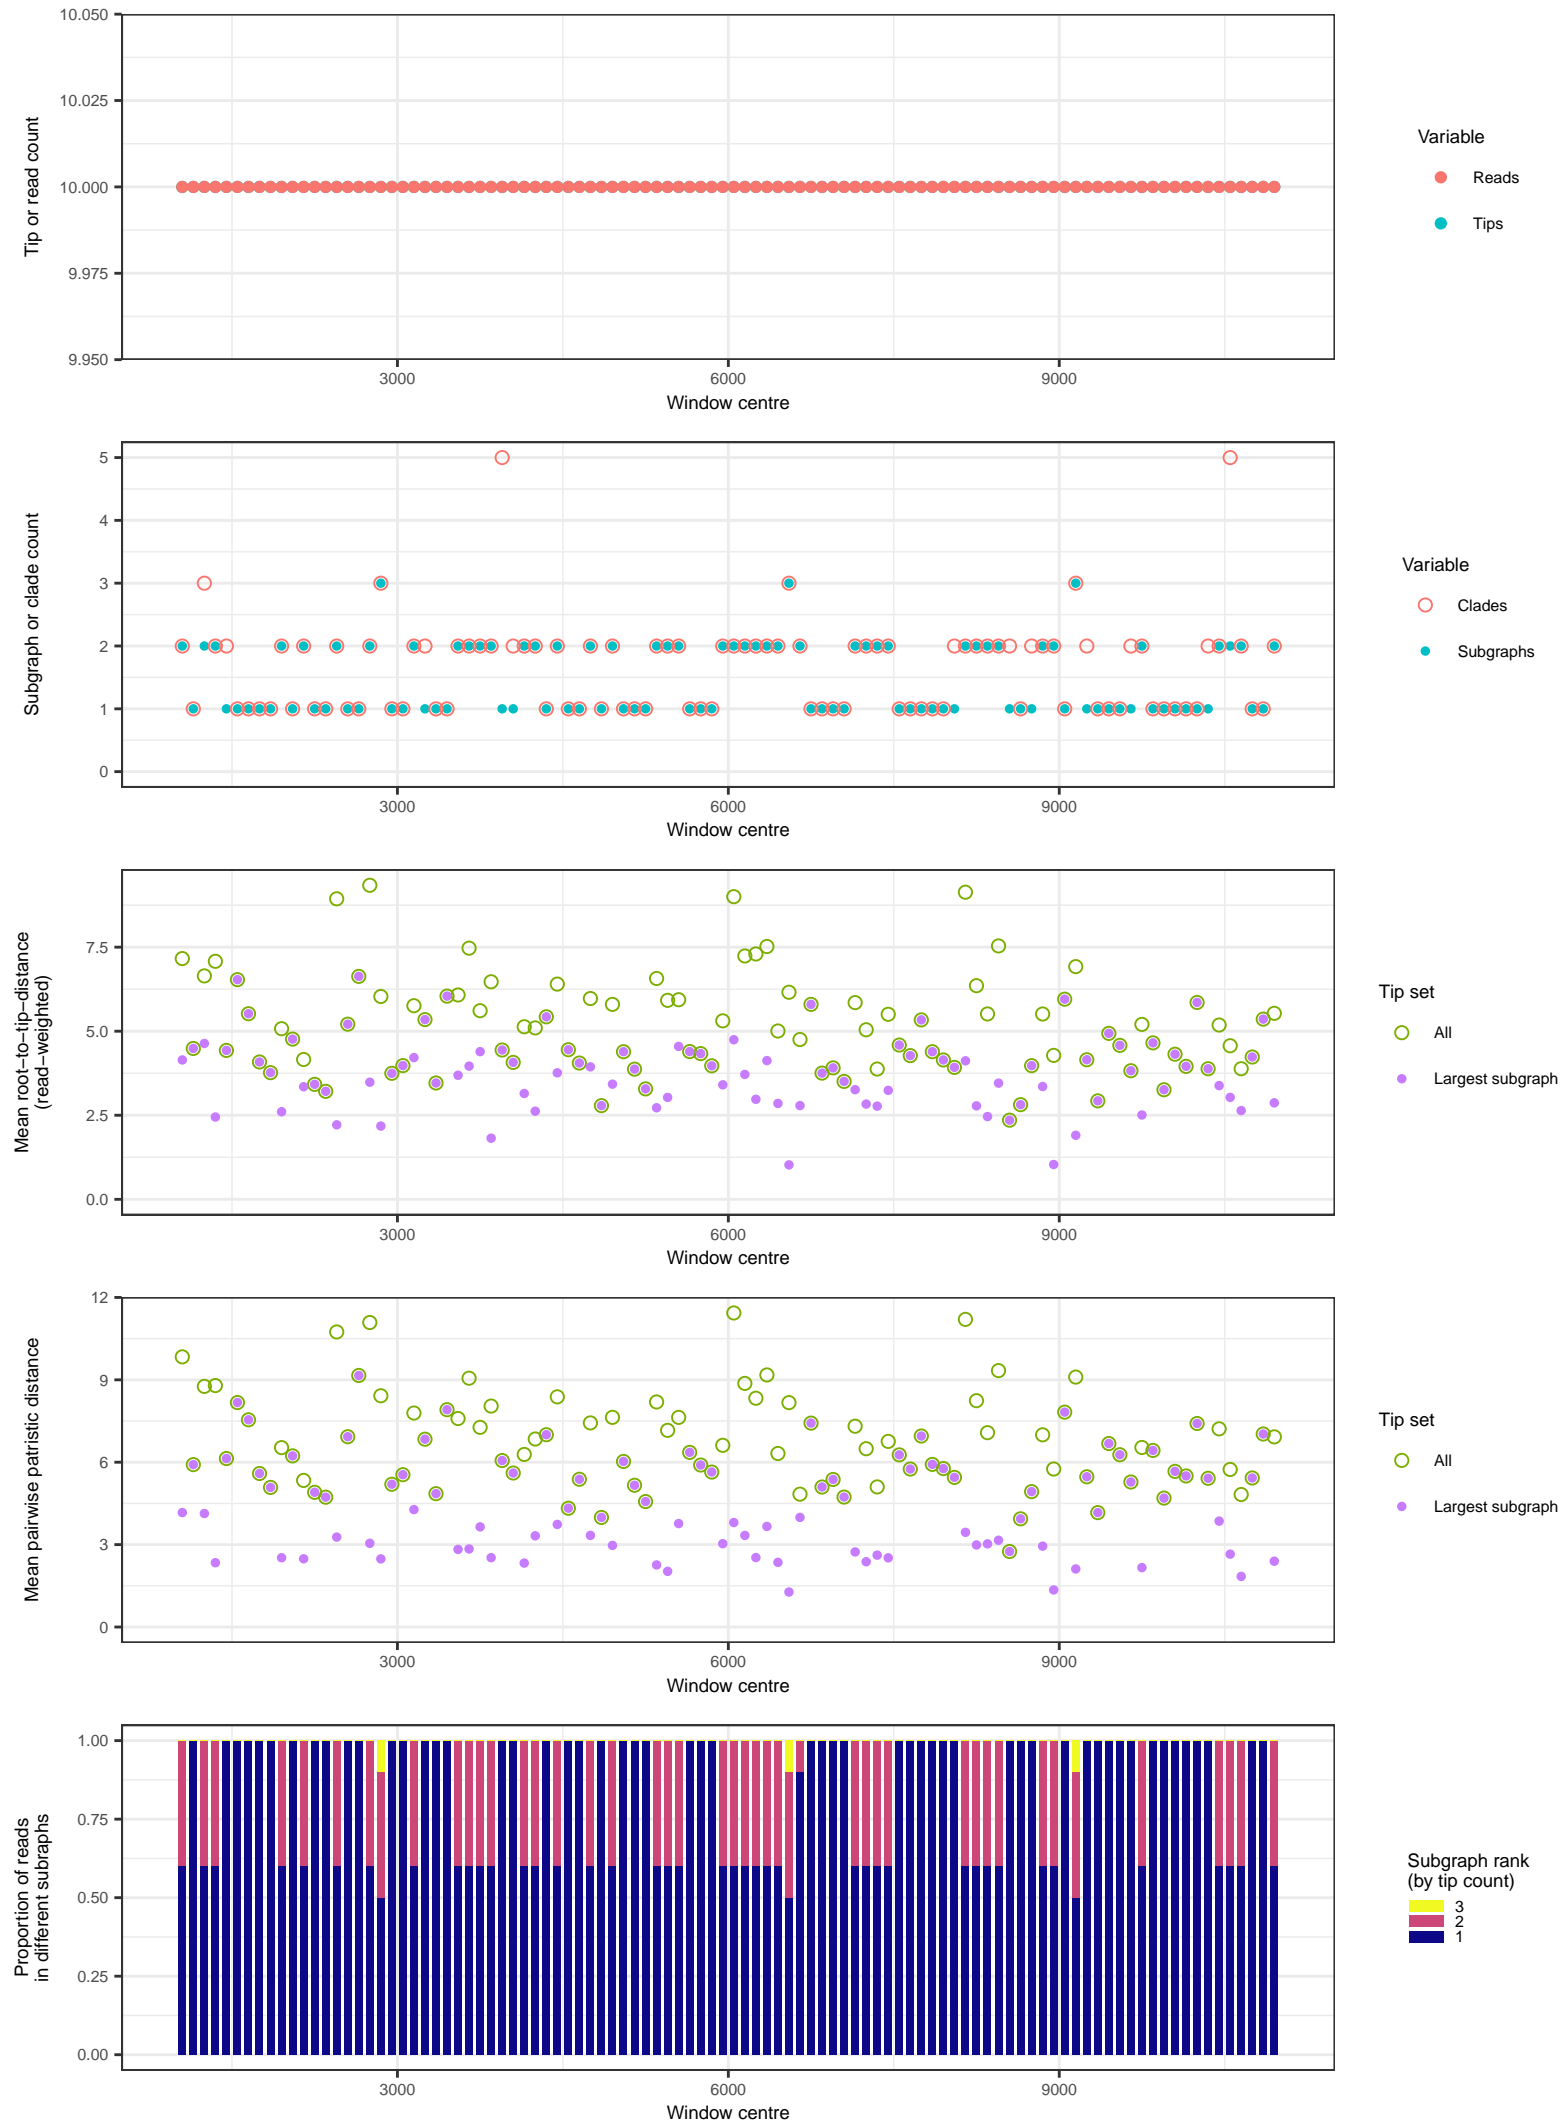 10.050
10.025
10.000
9.975
9.950
Tip or read count
3000
6000
9000
Window centre
Variable
Reads
Tips
5
4
3
2
1
0
Subgraph or clade count
3000
6000
9000
Window centre
Variable
Clades
Subgraphs
7.5
5.0
2.5
0.0
Mean root−to−tip−distance
(read−weighted)
3000
6000
9000
Window centre
Tip set
All
Largest subgraph
12
9
6
3
0
Mean pairwise patristic distance
3000
6000
9000
Window centre
Tip set
All
Largest subgraph
1.00
0.75
0.50
0.25
0.00
Proportion of reads
in different subraphs
3000
6000
9000
Window centre
Subgraph rank
(by tip count)
3
2
1